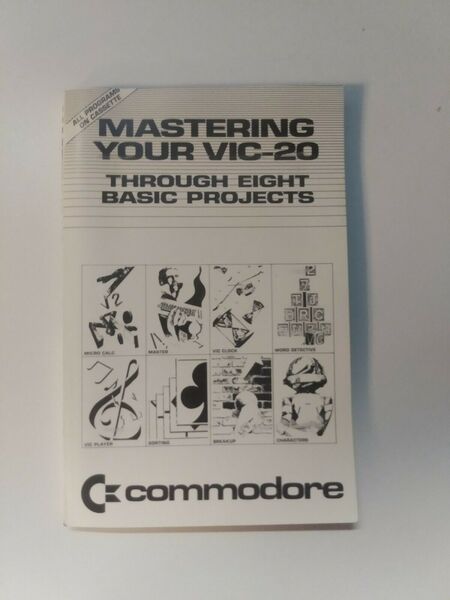 ALL PROGRAMS
ON CASSETTE
MASTERING
YOUR VIC-20
THROUGH EIGHT
BASIC PROJECTS
MICRO CALC
MASTER
VIC CLOCK
WORD DETECTIVE
VIC PLAYER
SORTING
BREAKUP
CHARACTERS
commodore